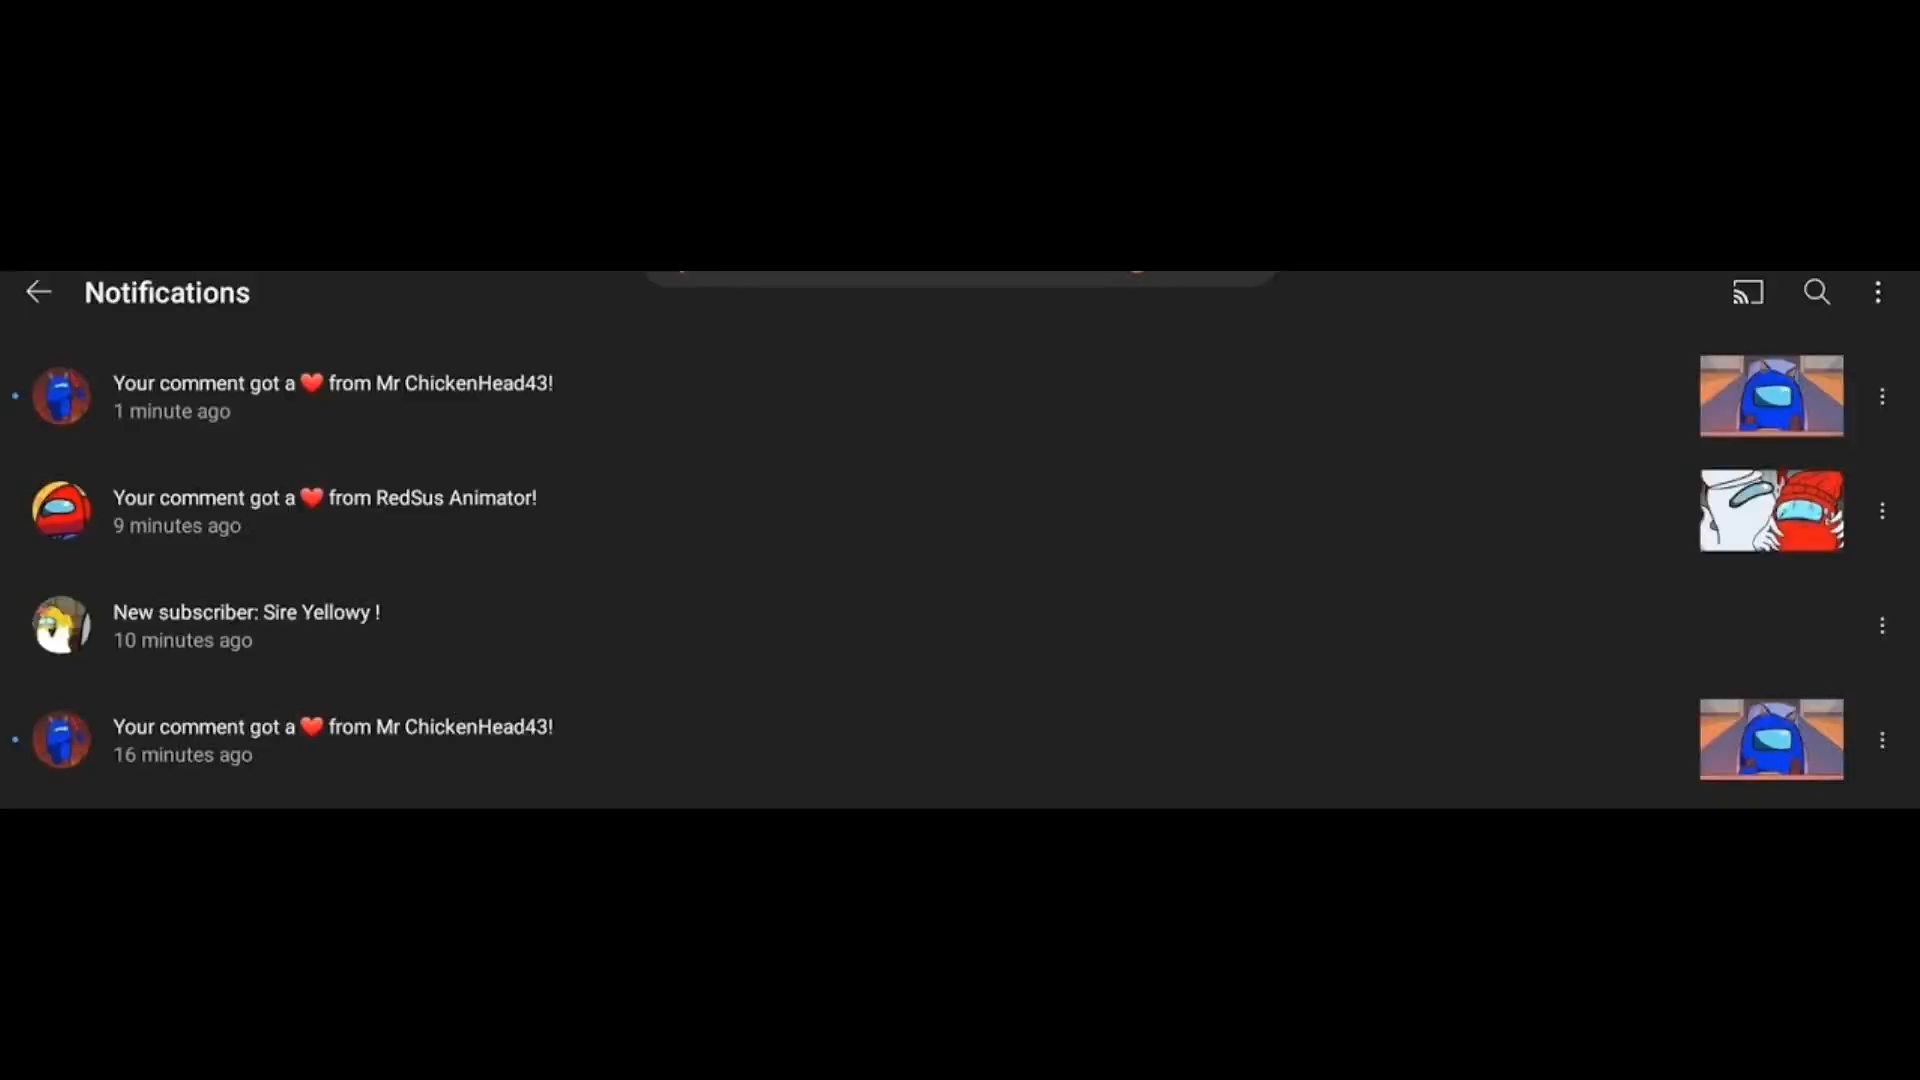 Notifications
Your comment got a ❤️ from Mr ChickenHead43!
1 minute ago
Your comment got a ❤️ from RedSus Animator!
9 minutes ago
New subscriber: Sire Yellowy !
10 minutes ago
Your comment got a ❤️ from Mr ChickenHead43!
16 minutes ago